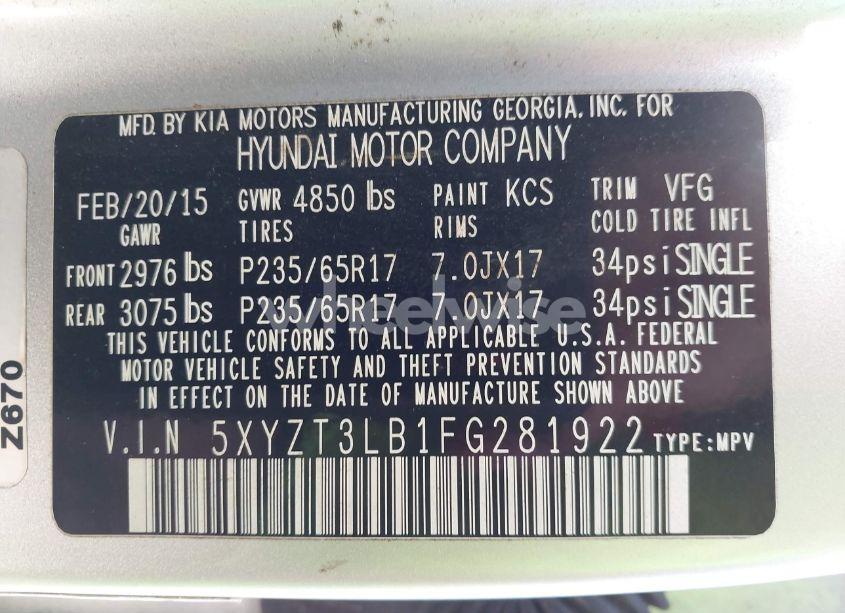 MFD. BY KIA MOTORS MANUFACTURING GEORGIA, INC. FOR
HYUNDAI MOTOR COMPANY
FEB/20/15 GVWR 4850 lbs PAINT KCS TRIM VFG
GAWR TIRES RIMS COLD TIRE INFL
FRONT 2976 lbs P235/65R17 7.0JX17 34psi SINGLE
REAR 3075 lbs P235/65R17 7.0JX17 34psi SINGLE
wheelwise
THIS VEHICLE CONFORMS TO ALL APPLICABLE U.S.A. FEDERAL
MOTOR VEHICLE SAFETY AND THEFT PREVENTION STANDARDS
IN EFFECT ON THE DATE OF MANUFACTURE SHOWN ABOVE
V.I.N 5XYZT3LB1FG281922 TYPE:MPV
Z670